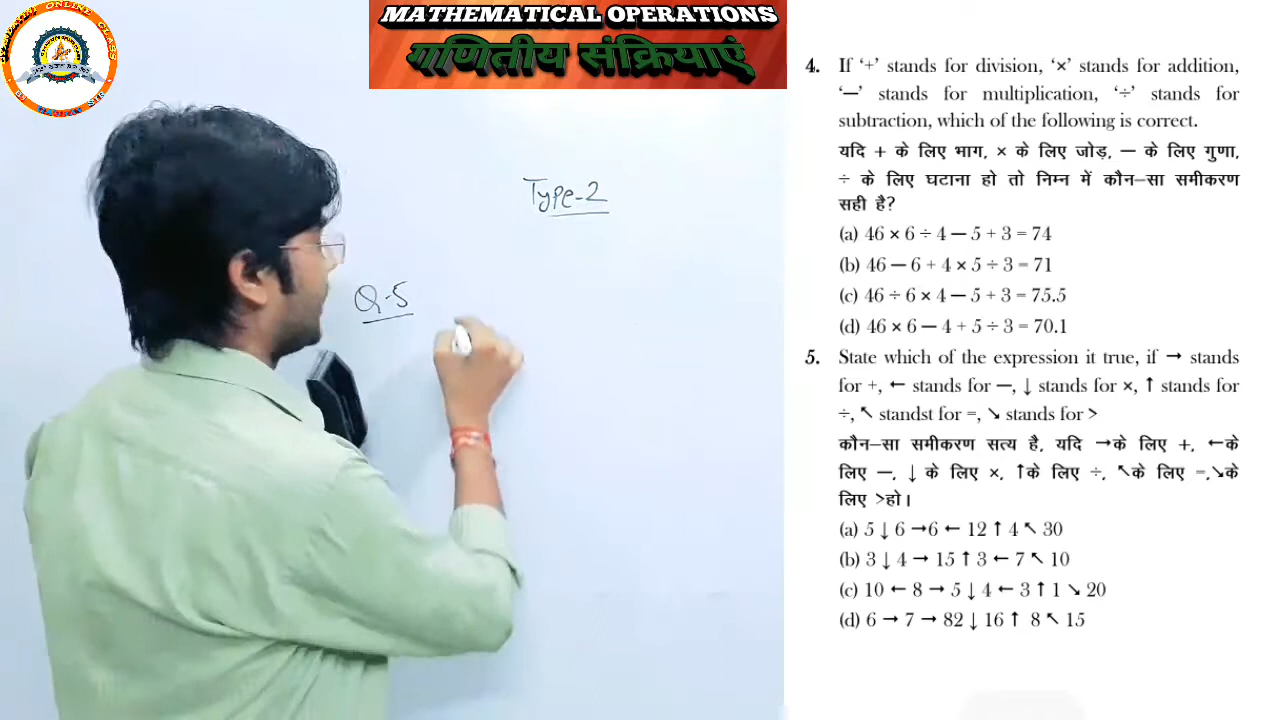 MATHEMATICAL OPERATIONS
गणितीय संक्रियाएं
ONLINE CLASS
Type-2
Q.5
4. If ‘+’ stands for division, ‘×’ stands for addition,
‘—’ stands for multiplication, ‘÷’ stands for
subtraction, which of the following is correct.
यदि + के लिए भाग, × के लिए जोड़, — के लिए गुणा,
÷ के लिए घटाना हो तो निम्न में कौन–सा समीकरण
सही है?
(a) 46 × 6 ÷ 4 — 5 + 3 = 74
(b) 46 — 6 + 4 × 5 ÷ 3 = 71
(c) 46 ÷ 6 × 4 — 5 + 3 = 75.5
(d) 46 × 6 — 4 + 5 ÷ 3 = 70.1
5. State which of the expression it true, if → stands
for +, ← stands for —, ↓ stands for ×, ↑ stands for
÷, ↖ standst for =, ↘ stands for >
कौन–सा समीकरण सत्य है, यदि →के लिए +, ←के
लिए —, ↓ के लिए ×, ↑के लिए ÷, ↖के लिए =,↘के
लिए >हो।
(a) 5 ↓ 6 →6 ← 12 ↑ 4 ↖ 30
(b) 3 ↓ 4 → 15 ↑ 3 ← 7 ↖ 10
(c) 10 ← 8 → 5 ↓ 4 ← 3 ↑ 1 ↘ 20
(d) 6 → 7 → 82 ↓ 16 ↑ 8 ↖ 15